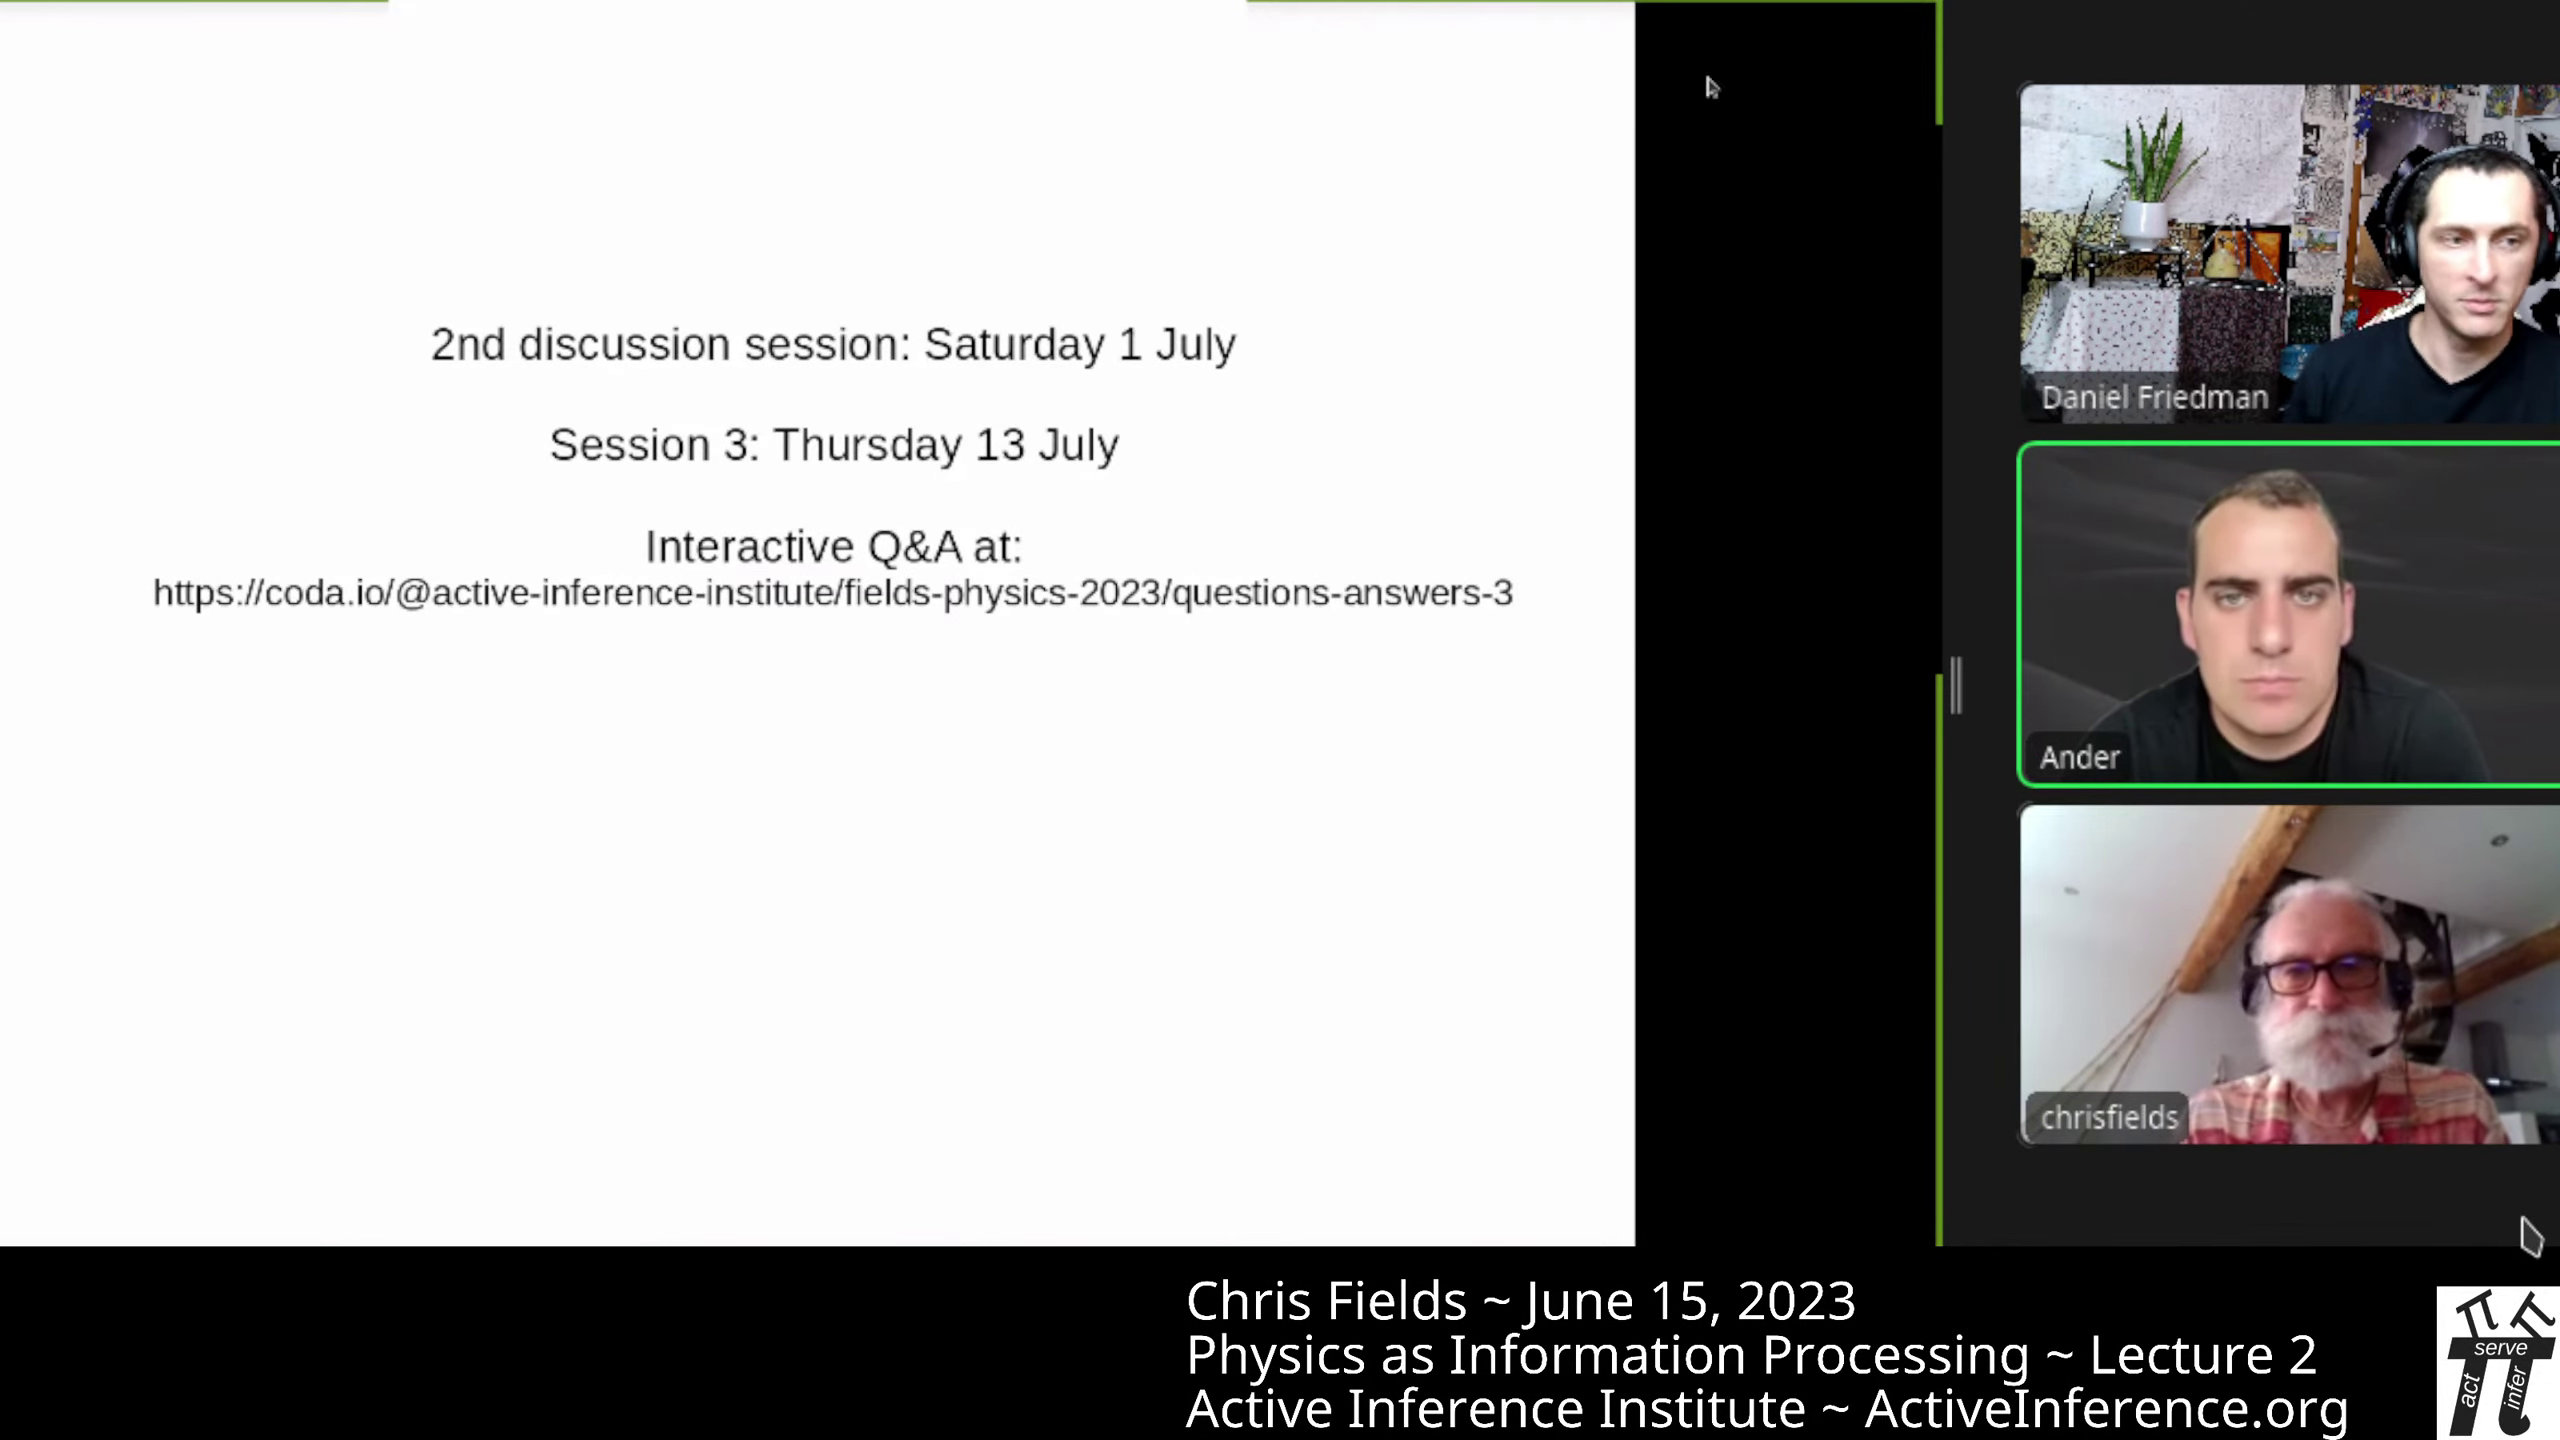 2nd discussion session: Saturday 1 July
Session 3: Thursday 13 July
Interactive Q&A at:
https://coda.io/@active-inference-institute/fields-physics-2023/questions-answers-3
Daniel Friedman
Ander
chrisfields
Chris Fields ~ June 15, 2023
Physics as Information Processing ~ Lecture 2
Active Inference Institute ~ ActiveInference.org
serve
act
infer